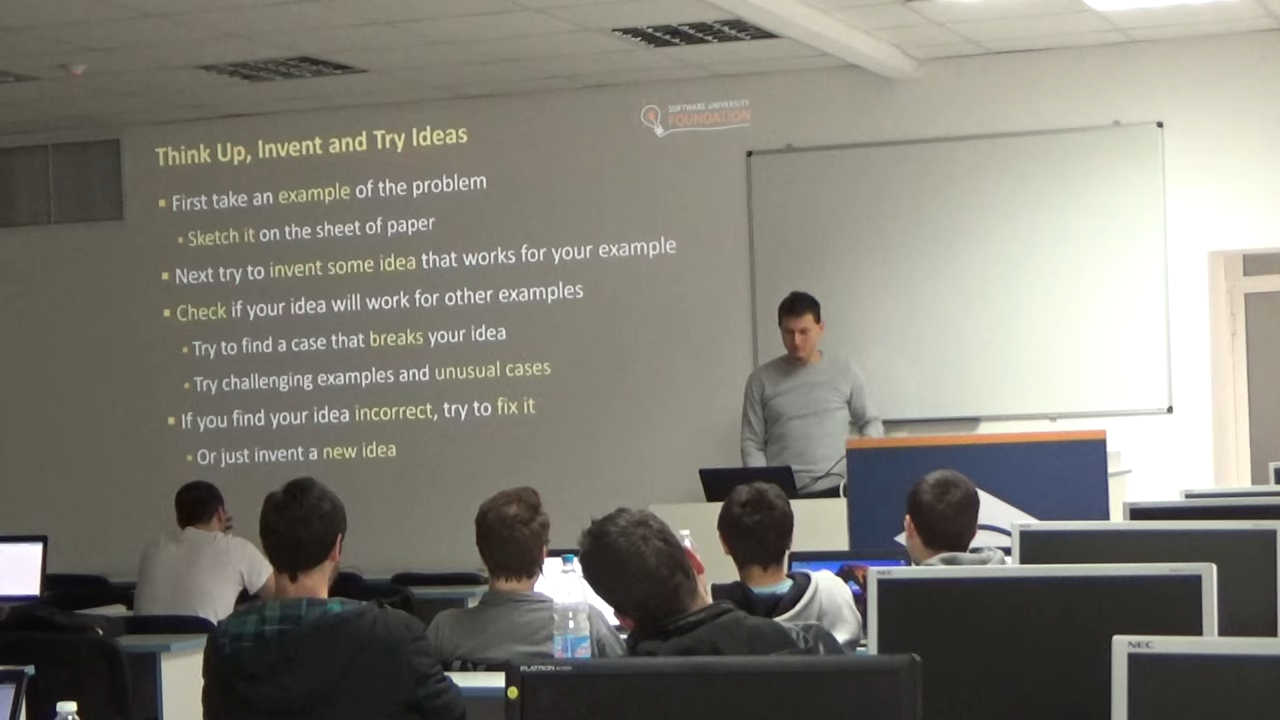 SOFTWARE UNIVERSITY
FOUNDATION
Think Up, Invent and Try Ideas
▪ First take an example of the problem
▪ Sketch it on the sheet of paper
▪ Next try to invent some idea that works for your example
▪ Check if your idea will work for other examples
▪ Try to find a case that breaks your idea
▪ Try challenging examples and unusual cases
▪ If you find your idea incorrect, try to fix it
▪ Or just invent a new idea
NEC
NEC
NEC
PLATRON